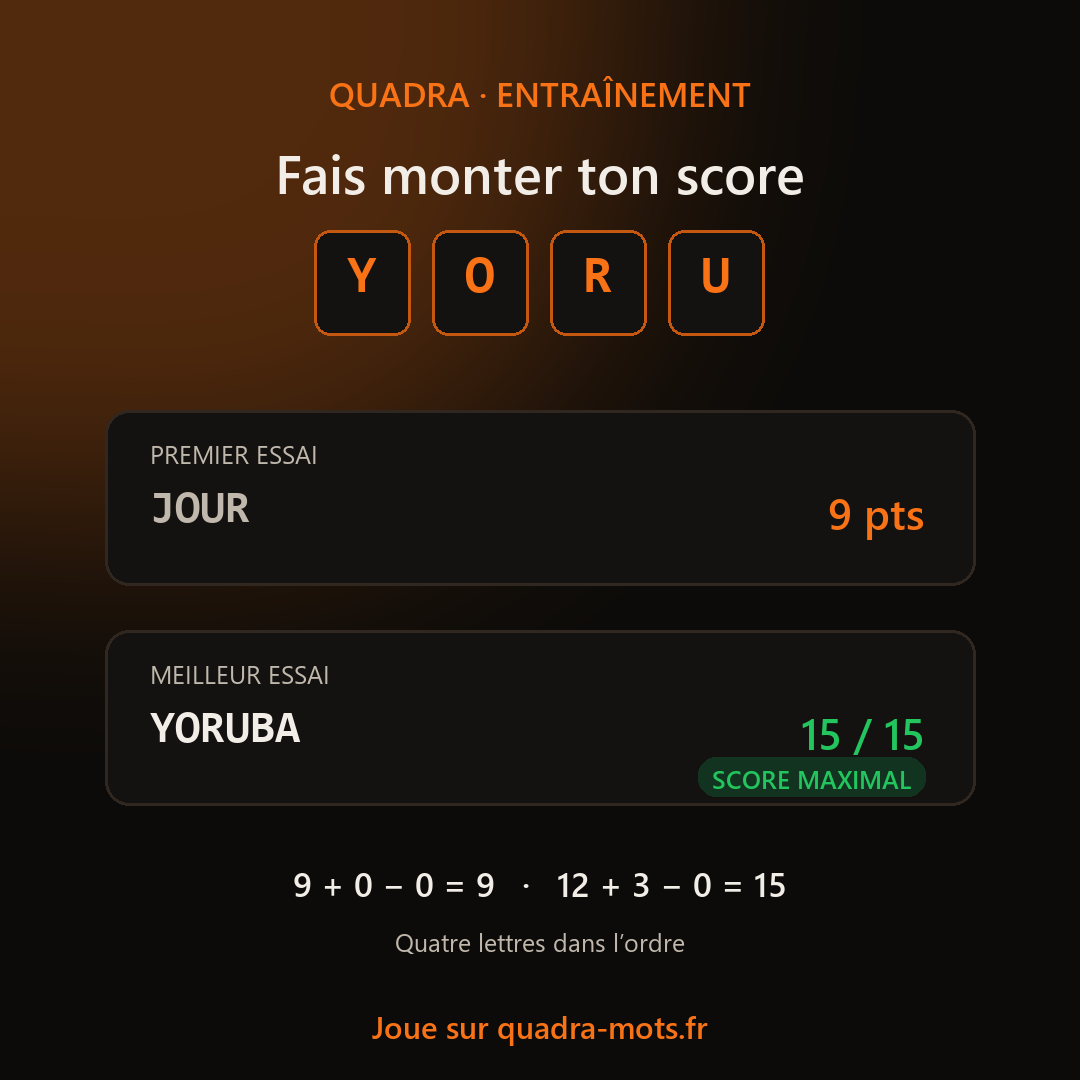 QUADRA · ENTRAÎNEMENT
Fais monter ton score
Y O R U
PREMIER ESSAI
JOUR
9 pts
MEILLEUR ESSAI
YORUBA
15 / 15
SCORE MAXIMAL
9 + 0 − 0 = 9 · 12 + 3 − 0 = 15
Quatre lettres dans l’ordre
Joue sur quadra-mots.fr